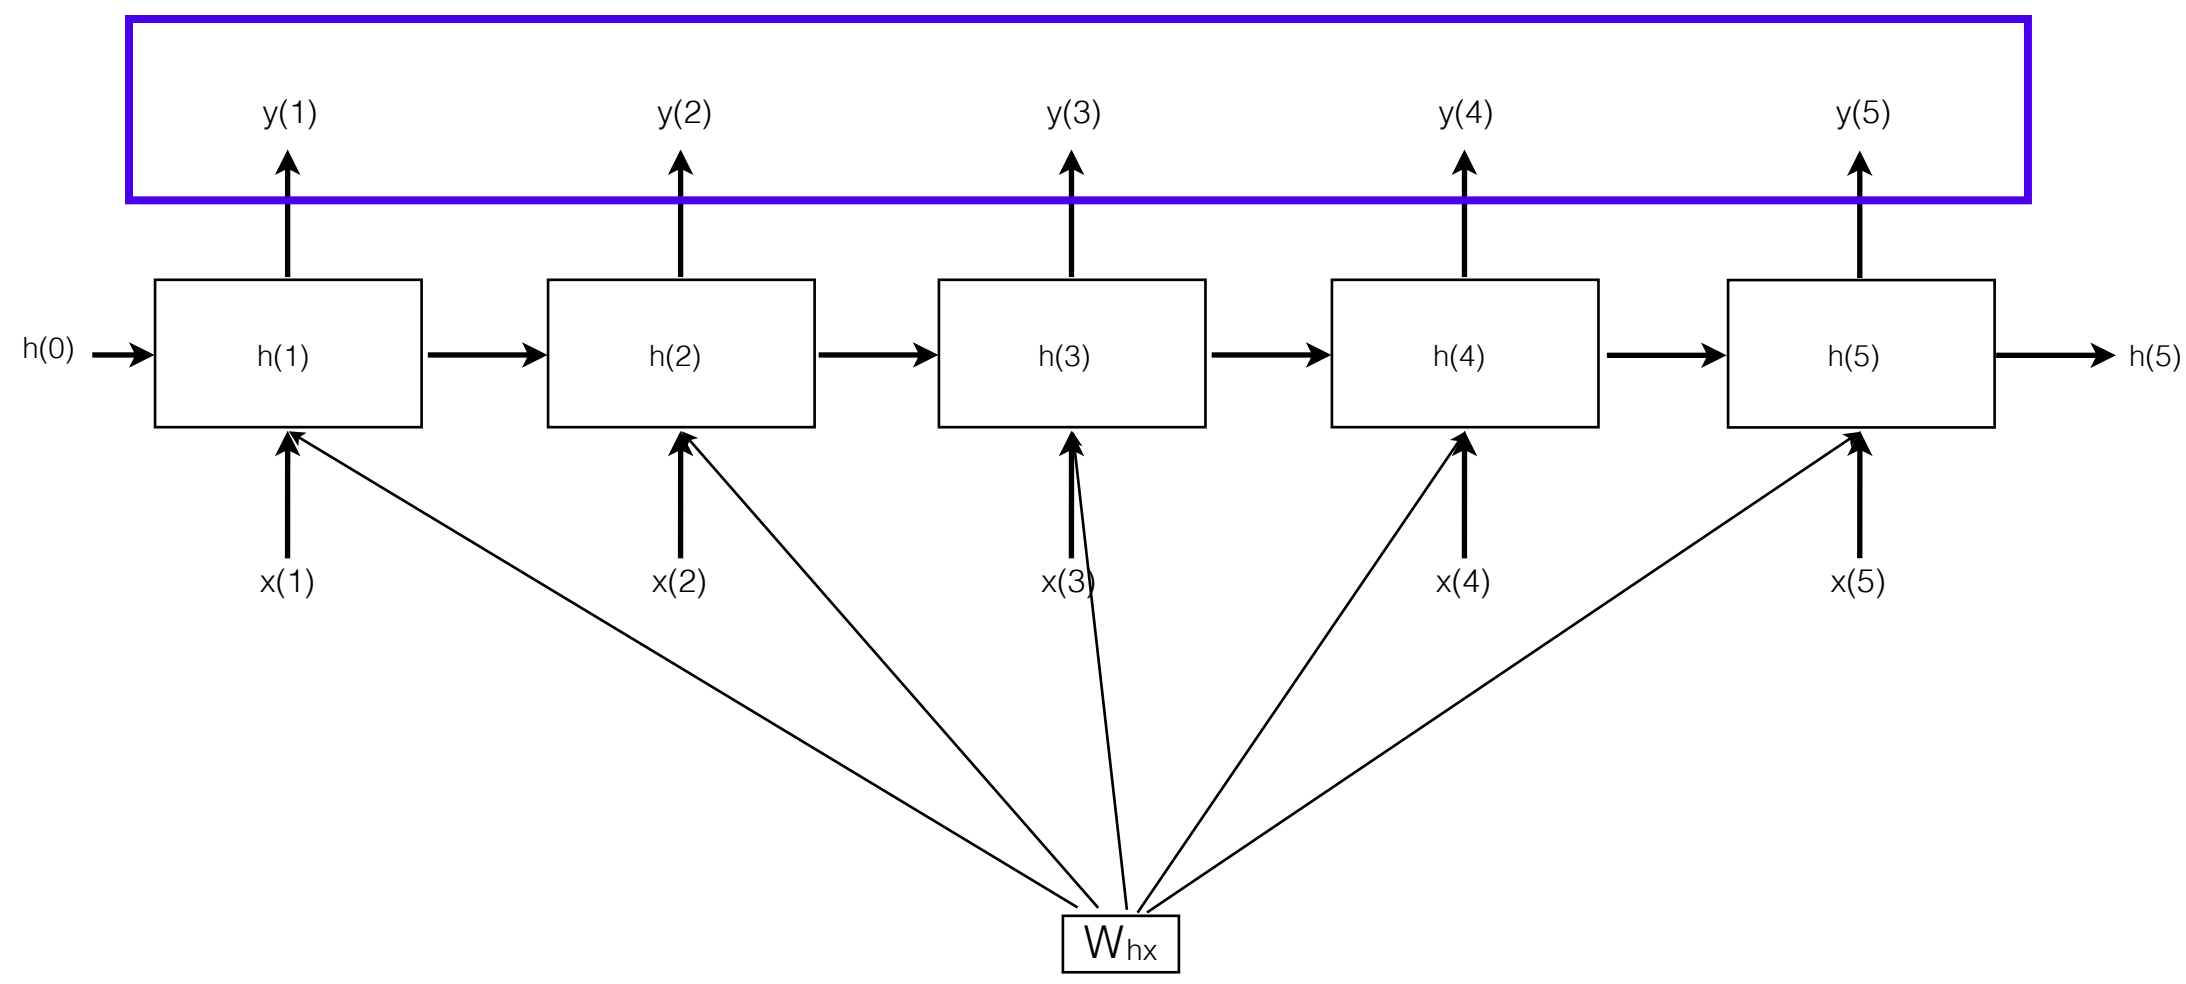 y(1) y(2) y(3) y(4) y(5)
h(0) h(1) h(2) h(3) h(4) h(5) h(5)
x(1) x(2) x(3) x(4) x(5)
Whx